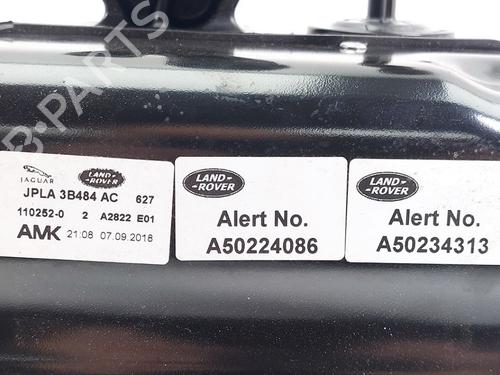 JAGUAR
LAND-
-ROVER
JPLA 3B484 AC 627
110252-0 2 A2822 E01
AMK 21:08 07.09.2018
LAND-
-ROVER
Alert No.
A50224086
LAND-
-ROVER
Alert No.
A50234313